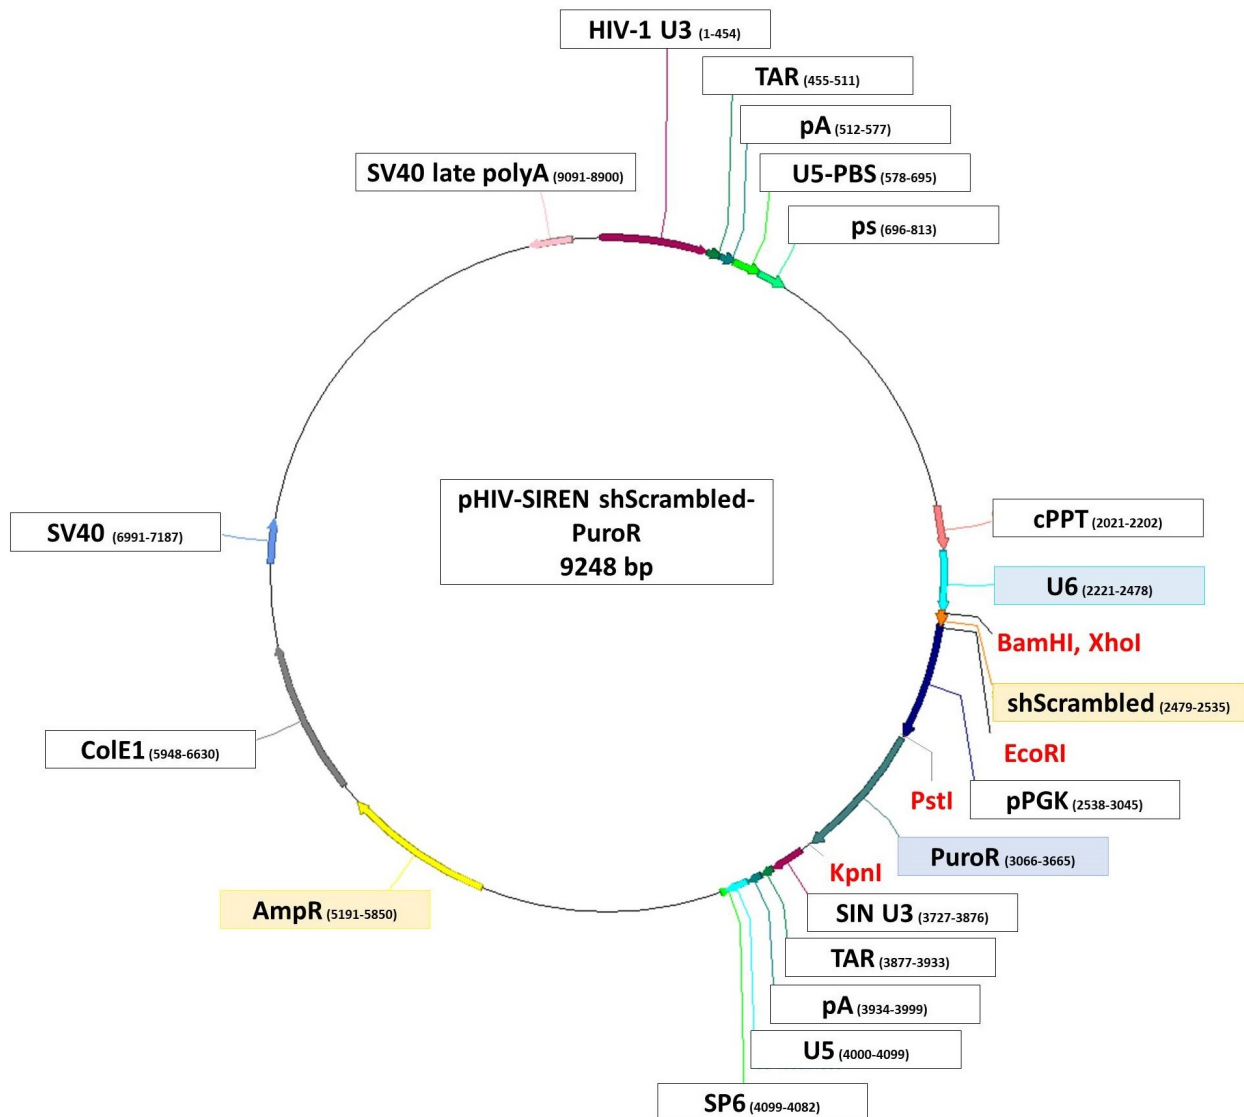 HIV-1 U3 (1-454)
TAR (455-511)
pA (512-577)
SV40 late polyA (9091-8900)
U5-PBS (578-695)
ps (696-813)
pHIV-SIREN shScrambled-
PuroR
9248 bp
cPPT (2021-2202)
SV40 (6991-7187)
U6 (2221-2478)
BamHI, XhoI
shScrambled (2479-2535)
ColE1 (5948-6630)
EcoRI
PstI
pPGK (2538-3045)
PuroR (3066-3665)
KpnI
AmpR (5191-5850)
SIN U3 (3727-3876)
TAR (3877-3933)
pA (3934-3999)
U5 (4000-4099)
SP6 (4099-4082)